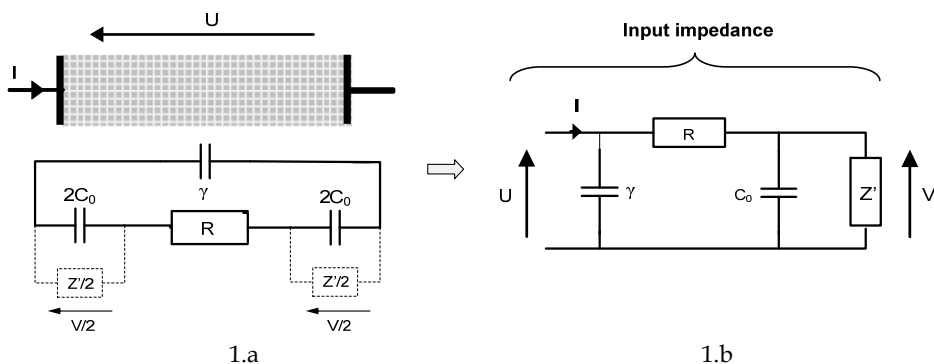 U
I
γ
2C₀
2C₀
R
Z'/2
Z'/2
V/2
V/2
1.a
Input impedance
I
R
U
γ
C₀
Z'
V
1.b